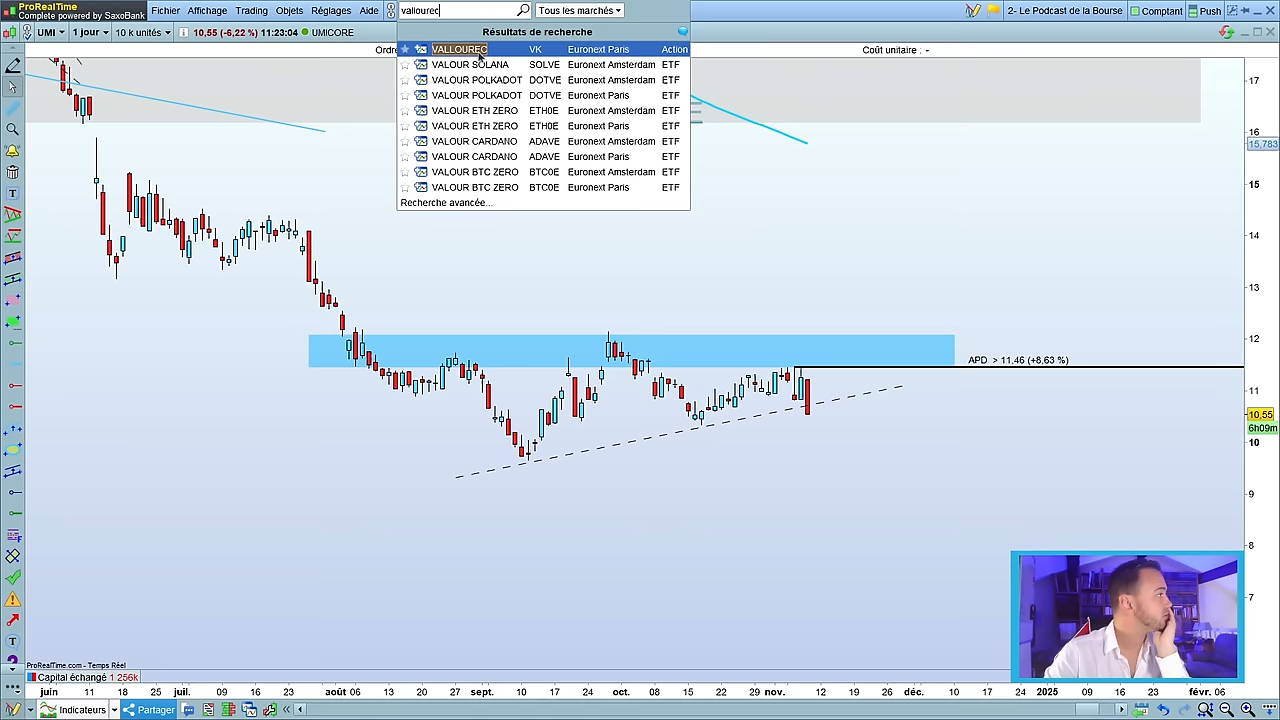 ProRealTime
Complete powered by SaxoBank
Fichier Affichage Trading Objets Réglages Aide
vallourec
Tous les marchés
2- Le Podcast de la Bourse
Comptant
Push
UMI 1 jour 10 k unités 10,55 (-6,22 %) 11:23:04 UMICORE
Ordre
Coût unitaire : -
Résultats de recherche
VALLOUREC VK Euronext Paris Action
VALOUR SOLANA SOLVE Euronext Amsterdam ETF
VALOUR POLKADOT DOTVE Euronext Amsterdam ETF
VALOUR POLKADOT DOTVE Euronext Paris ETF
VALOUR ETH ZERO ETH0E Euronext Amsterdam ETF
VALOUR ETH ZERO ETH0E Euronext Paris ETF
VALOUR CARDANO ADAVE Euronext Amsterdam ETF
VALOUR CARDANO ADAVE Euronext Paris ETF
VALOUR BTC ZERO BTC0E Euronext Amsterdam ETF
VALOUR BTC ZERO BTC0E Euronext Paris ETF
Recherche avancée...
17
16
15,783
15
14
13
12
APD > 11,46 (+8,63 %)
11
10,55
6h09m
10
9
8
7
ProRealTime.com - Temps Réel
Capital échangé 1 256k
juin 11 18 25 juil. 09 16 23 août 06 13 20 27 sept. 10 17 24 oct. 08 15 22 29 nov. 12 19 26 déc. 10 17 24 2025 09 16 23 févr. 06
Indicateurs
Partager